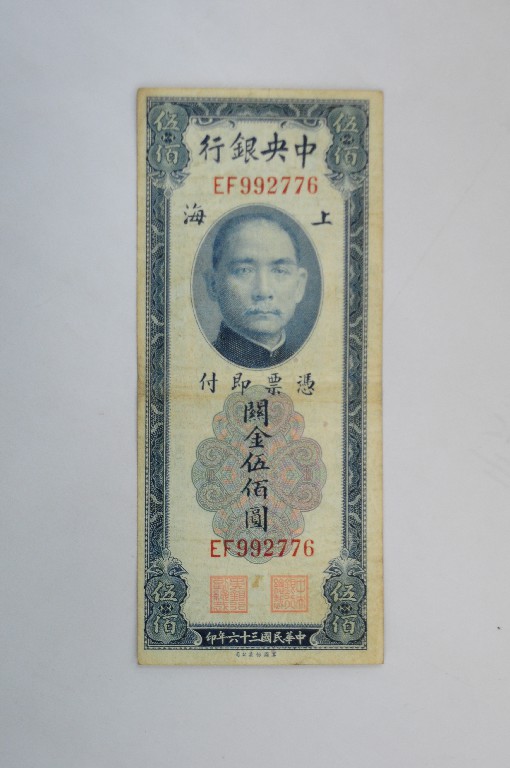 伍佰 伍佰
中央銀行
EF992776
上海
憑票即付
關金伍佰圓
EF992776
伍佰 伍佰
中華民國三十六年印